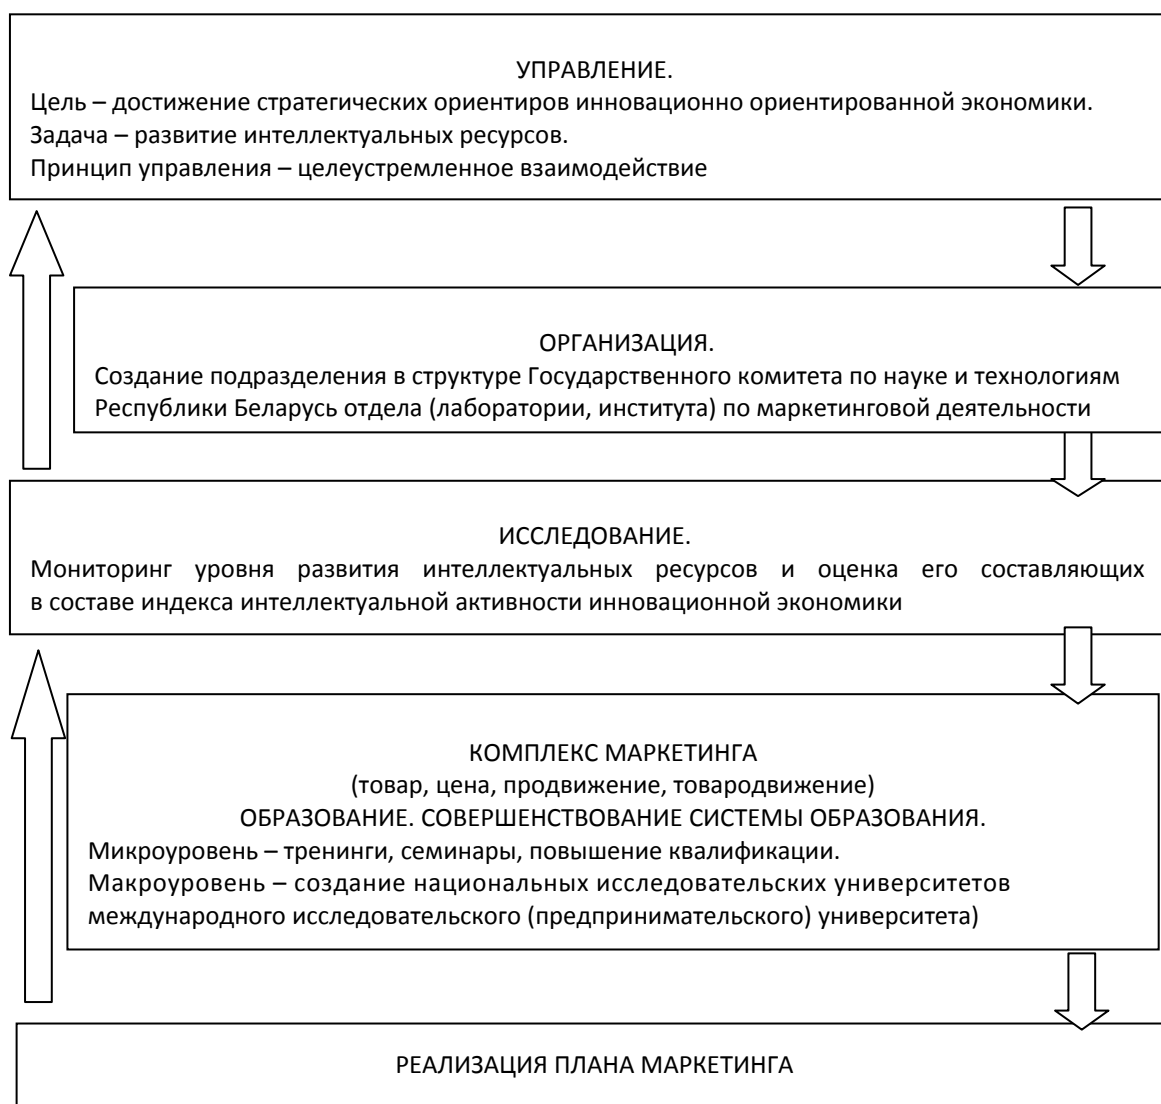 УПРАВЛЕНИЕ.
Цель – достижение стратегических ориентиров инновационно ориентированной экономики.
Задача – развитие интеллектуальных ресурсов.
Принцип управления – целеустремленное взаимодействие
ОРГАНИЗАЦИЯ.
Создание подразделения в структуре Государственного комитета по науке и технологиям
Республики Беларусь отдела (лаборатории, института) по маркетинговой деятельности
ИССЛЕДОВАНИЕ.
Мониторинг уровня развития интеллектуальных ресурсов и оценка его составляющих
в составе индекса интеллектуальной активности инновационной экономики
КОМПЛЕКС МАРКЕТИНГА
(товар, цена, продвижение, товародвижение)
ОБРАЗОВАНИЕ. СОВЕРШЕНСТВОВАНИЕ СИСТЕМЫ ОБРАЗОВАНИЯ.
Микроуровень – тренинги, семинары, повышение квалификации.
Макроуровень – создание национальных исследовательских университетов
международного исследовательского (предпринимательского) университета)
РЕАЛИЗАЦИЯ ПЛАНА МАРКЕТИНГА